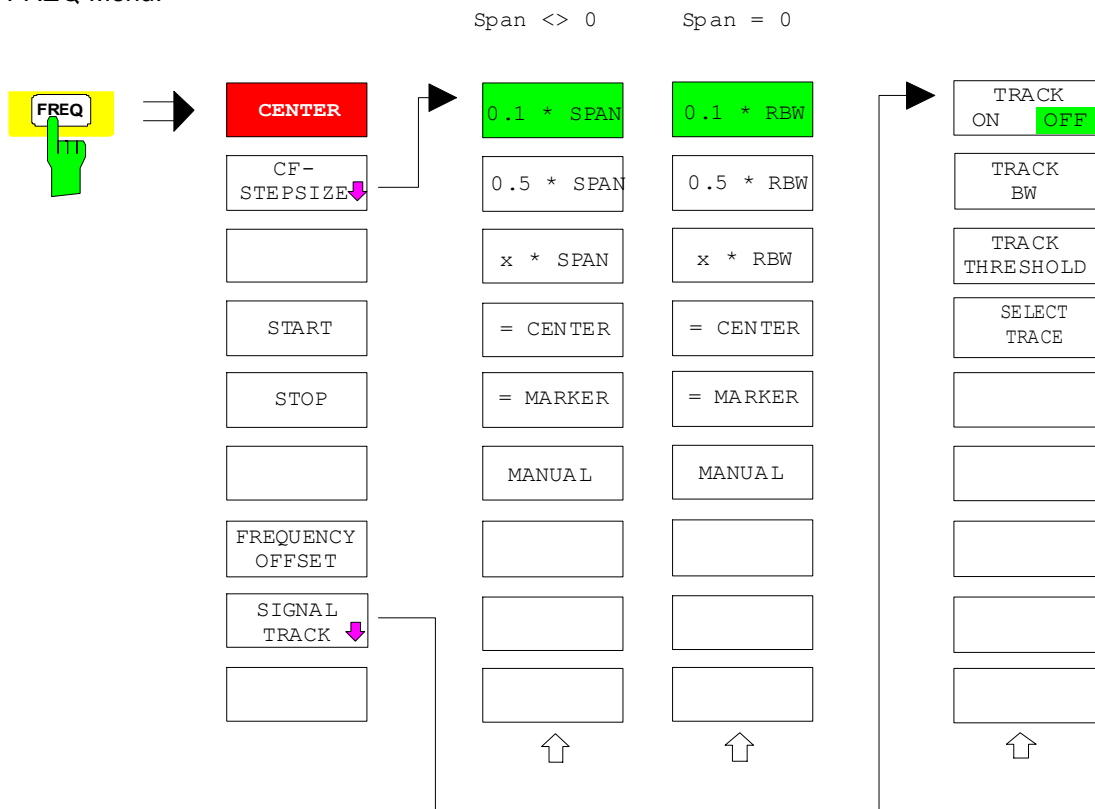 Span <> 0
Span = 0
FREQ
CENTER
CF-
STEPSIZE
START
STOP
FREQUENCY
OFFSET
SIGNAL
TRACK
0.1 * SPAN
0.5 * SPAN
x * SPAN
= CENTER
= MARKER
MANUAL
0.1 * RBW
0.5 * RBW
x * RBW
= CENTER
= MARKER
MANUAL
TRACK
ON OFF
TRACK
BW
TRACK
THRESHOLD
SELECT
TRACE